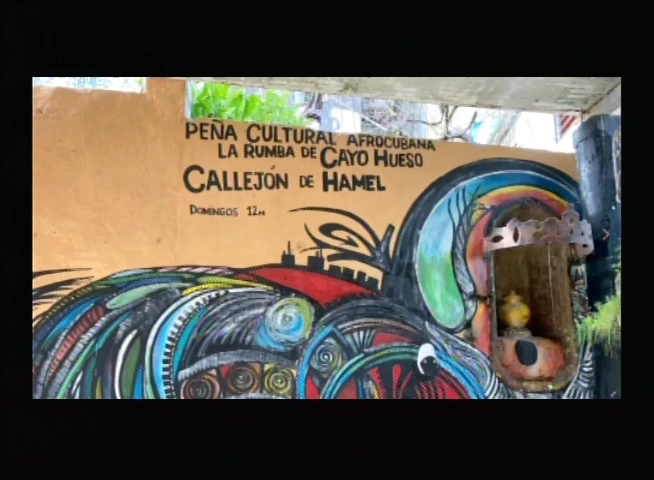 PEÑA CULTURAL AFROCUBANA
LA RUMBA DE CAYO HUESO
CALLEJÓN DE HAMEL
DOMINGOS 12M